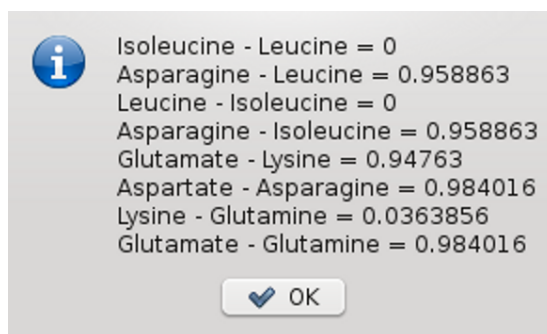 Isoleucine - Leucine = 0
Asparagine - Leucine = 0.958863
Leucine - Isoleucine = 0
Asparagine - Isoleucine = 0.958863
Glutamate - Lysine = 0.94763
Aspartate - Asparagine = 0.984016
Lysine - Glutamine = 0.0363856
Glutamate - Glutamine = 0.984016
OK